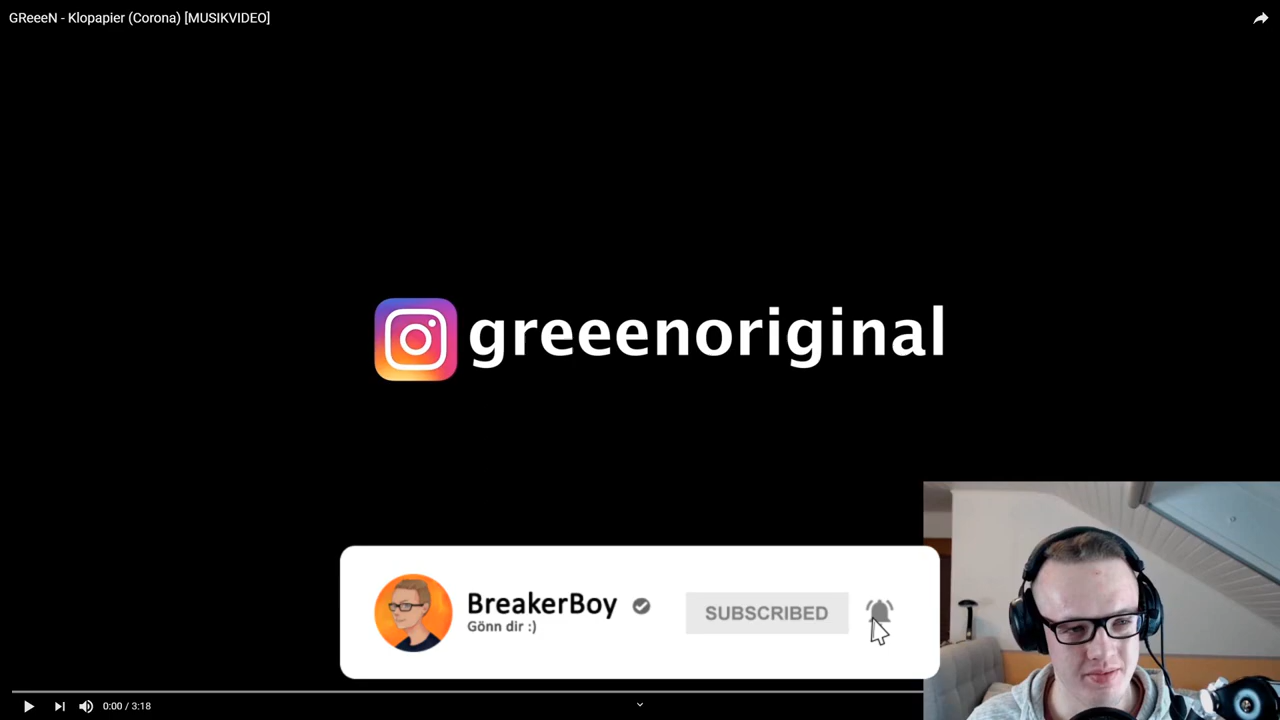 GReeeN - Klopapier (Corona) [MUSIKVIDEO]
greeenoriginal
BreakerBoy
Gönn dir :)
SUBSCRIBED
0:00 / 3:18